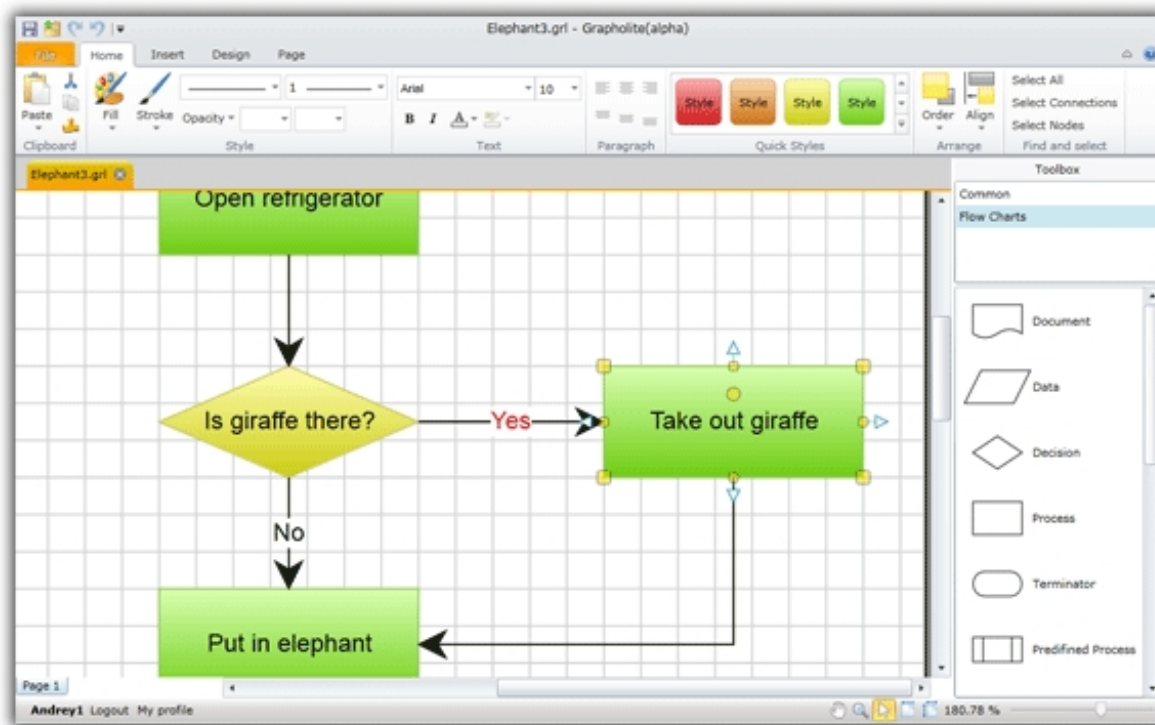 Elephant3.grl - Grapholite(alpha)
File Home Insert Design Page
Paste Fill Stroke Opacity 1 Arial 10 B I A Style Style Style Style Order Align Select All
Select Connections
Select Nodes
Clipboard Style Text Paragraph Quick Styles Arrange Find and select
Elephant3.grl
Toolbox
Common
Flow Charts
Open refrigerator
Is giraffe there?
Yes
Take out giraffe
No
Put in elephant
Document
Data
Decision
Process
Terminator
Predifined Process
Page 1
Andrey1 Logout My profile 180.78 %